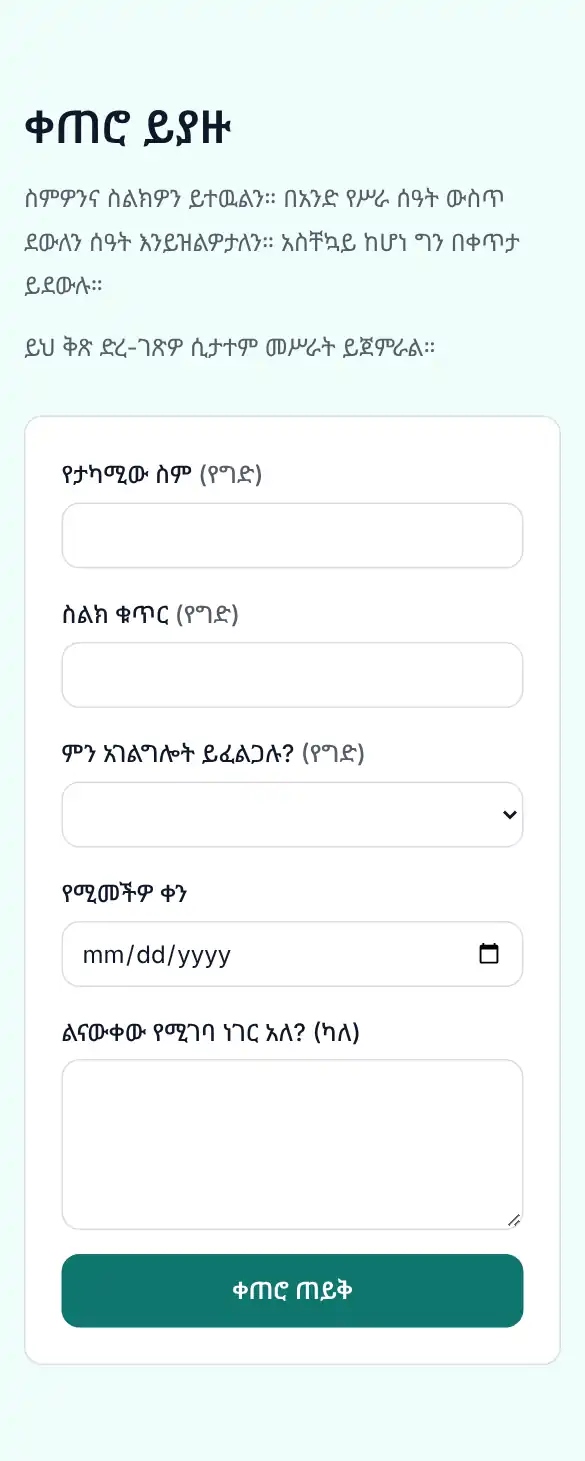 ቀጠሮ ይያዙ
ስምዎንና ስልክዎን ይተዉልን። በአንድ የሥራ ሰዓት ውስጥ
ደውለን ሰዓት እንይዝልዎታለን። አስቸኳይ ከሆነ ግን በቀጥታ
ይደውሉ።
ይህ ቅጽ ድረ-ገጽዎ ሲታተም መሥራት ይጀምራል።
የታካሚው ስም (የግድ)
ስልክ ቁጥር (የግድ)
ምን አገልግሎት ይፈልጋሉ? (የግድ)
የሚመችዎ ቀን
mm/dd/yyyy
ልናውቀው የሚገባ ነገር አለ? (ካለ)
ቀጠሮ ጠይቅ